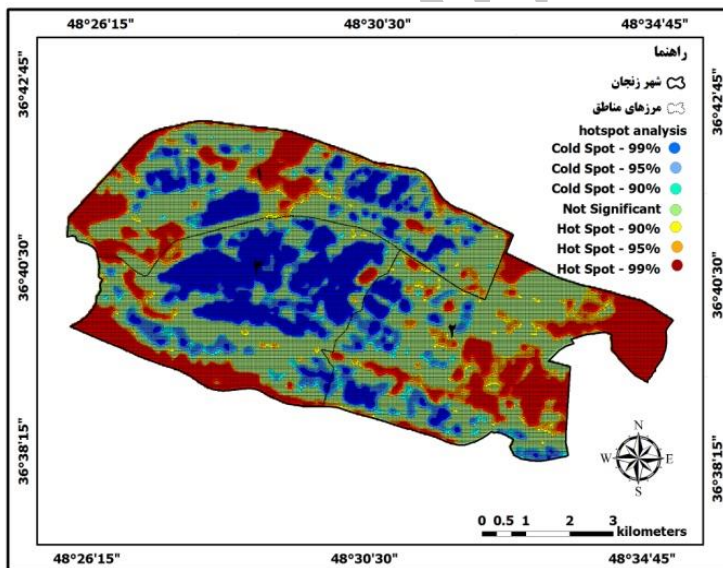 48°26'15" 48°30'30" 48°34'45"
36°42'45" 36°42'45"
راهنما
شهر زنجان
مرزهای مناطق
hotspot analysis
Cold Spot - 99%
Cold Spot - 95%
Cold Spot - 90%
Not Significant
Hot Spot - 90%
Hot Spot - 95%
Hot Spot - 99%
۱
36°40'30" 36°40'30"
۳
۲
36°38'15" 36°38'15"
N
W E
S
0 0.5 1 2 3
kilometers
48°26'15" 48°30'30" 48°34'45"